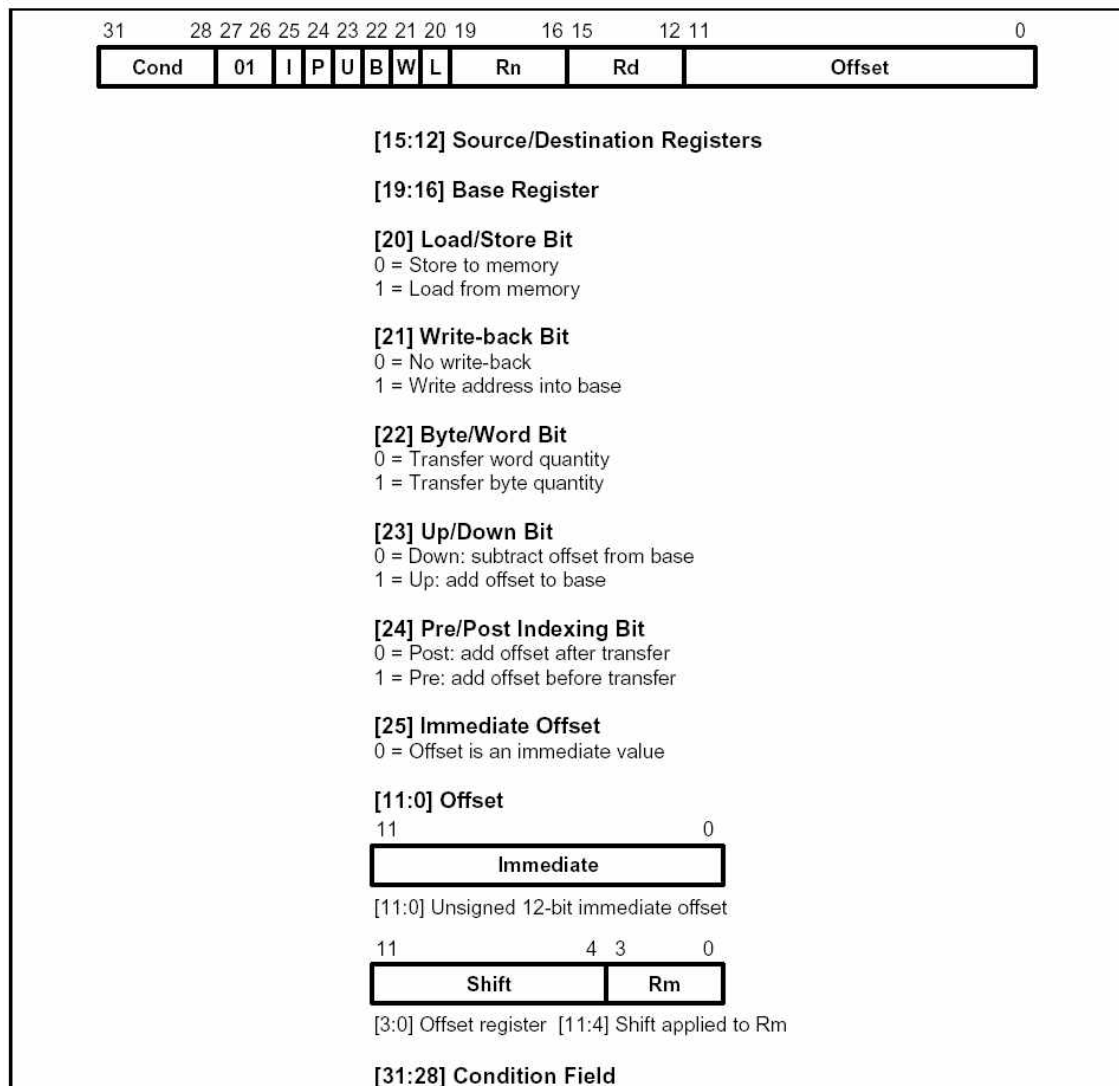 31 28 27 26 25 24 23 22 21 20 19 16 15 12 11 0
Cond 01 I P U B W L Rn Rd Offset
[15:12] Source/Destination Registers
[19:16] Base Register
[20] Load/Store Bit
0 = Store to memory
1 = Load from memory
[21] Write-back Bit
0 = No write-back
1 = Write address into base
[22] Byte/Word Bit
0 = Transfer word quantity
1 = Transfer byte quantity
[23] Up/Down Bit
0 = Down: subtract offset from base
1 = Up: add offset to base
[24] Pre/Post Indexing Bit
0 = Post: add offset after transfer
1 = Pre: add offset before transfer
[25] Immediate Offset
0 = Offset is an immediate value
[11:0] Offset
11 0
Immediate
[11:0] Unsigned 12-bit immediate offset
11 4 3 0
Shift Rm
[3:0] Offset register [11:4] Shift applied to Rm
[31:28] Condition Field